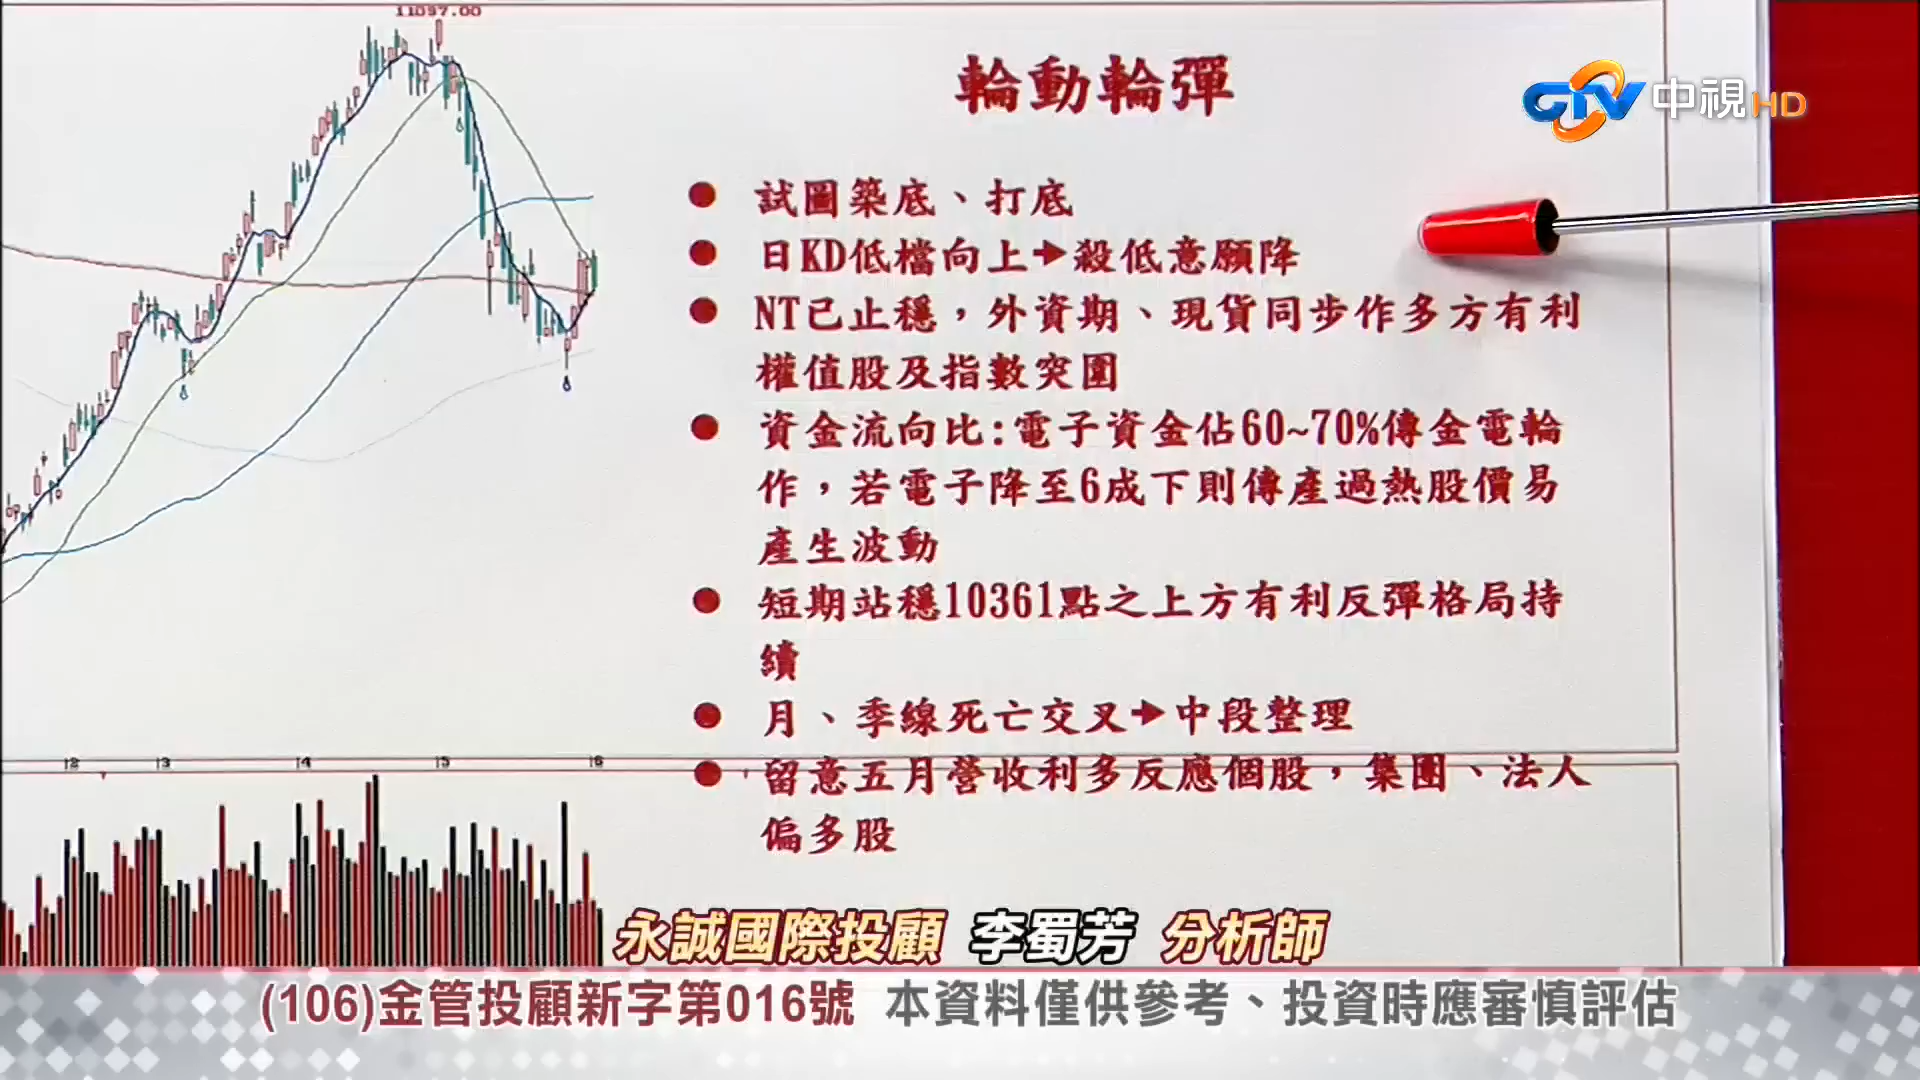 11097.00
輪動輪彈
CTV 中視HD
● 試圖築底、打底
● 日KD低檔向上→殺低意願降
● NT已止穩，外資期、現貨同步作多方有利
權值股及指數突圍
● 資金流向比:電子資金佔60~70%傳金電輪
作，若電子降至6成下則傳產過熱股價易
產生波動
● 短期站穩10361點之上方有利反彈格局持
續
● 月、季線死亡交叉→中段整理
12 13 14 15 16
● 留意五月營收利多反應個股，集團、法人
偏多股
永誠國際投顧 李蜀芳 分析師
(106)金管投顧新字第016號 本資料僅供參考、投資時應審慎評估